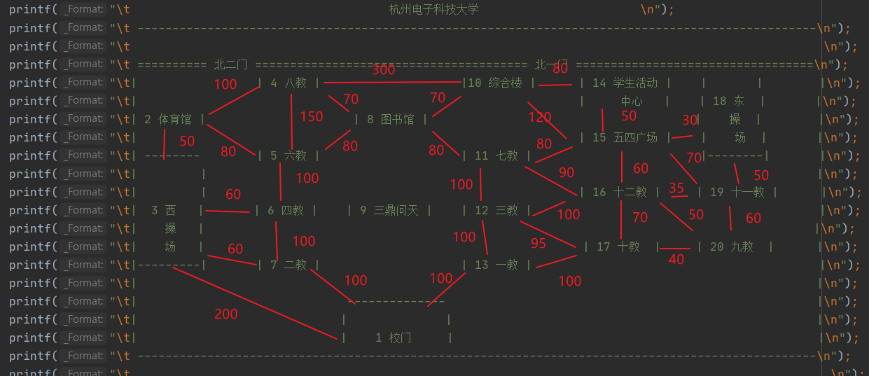 printf( _Format: "\t 杭州电子科技大学 \n");
printf( _Format: "\t ---------------------------------------------------------------------------\n");
printf( _Format: "\t \n");
printf( _Format: "\t ========== 北二门 ============================== 北一门 ==========================\n");
300 80
printf( _Format: "\t| 100 | 4 八教 | |10 综合楼 | 14 学生活动 | | | |\n");
printf( _Format: "\t| 70 70 | 中心 | 18 东 | |\n");
printf( _Format: "\t| 2 体育馆 | 150 | 8 图书馆 | 120 50 30 | 操 |\n");
printf( _Format: "\t| 50 80 80 80 80 | 15 五四广场 | 场 | |\n");
printf( _Format: "\t| ------- | 5 六教 | | 11 七教 | 70 |---------| |\n");
printf( _Format: "\t| | 100 100 90 60 50 |\n");
printf( _Format: "\t| 60 | 16 十二教 | 35 | 19 十一教 | |\n");
printf( _Format: "\t| 3 西 | | 6 四教 | | 9 三鼎问天 | | 12 三教 | 100 |\n");
printf( _Format: "\t| 操 70 50 60 |\n");
printf( _Format: "\t| 场 | 60 100 100 95 | 17 十教 | | 20 九教 | |\n");
printf( _Format: "\t|---------| | 7 二教 | | 13 一教 | 40 |\n");
printf( _Format: "\t| 100 100 100 |\n");
printf( _Format: "\t| 200 ---------------- |\n");
printf( _Format: "\t| | | |\n");
printf( _Format: "\t| | 1 校门 | |\n");
printf( _Format: "\t ---------------------------------------------------------------------------\n");
printf( _Format: "\t \n");